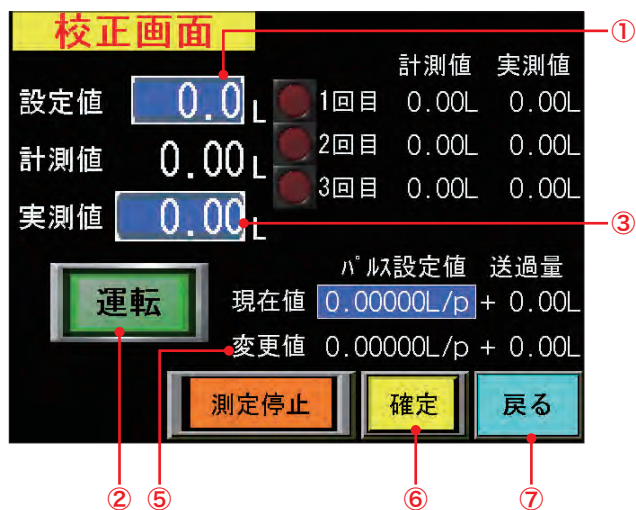 校正画面
①
計測値 実測値
設定値 0.0 L 1回目 0.00L 0.00L
計測値 0.00 L 2回目 0.00L 0.00L
3回目 0.00L 0.00L
実測値 0.00 L
③
パルス設定値 送過量
運転 現在値 0.00000L/p + 0.00L
変更値 0.00000L/p + 0.00L
測定停止 確定 戻る
② ⑤ ⑥ ⑦